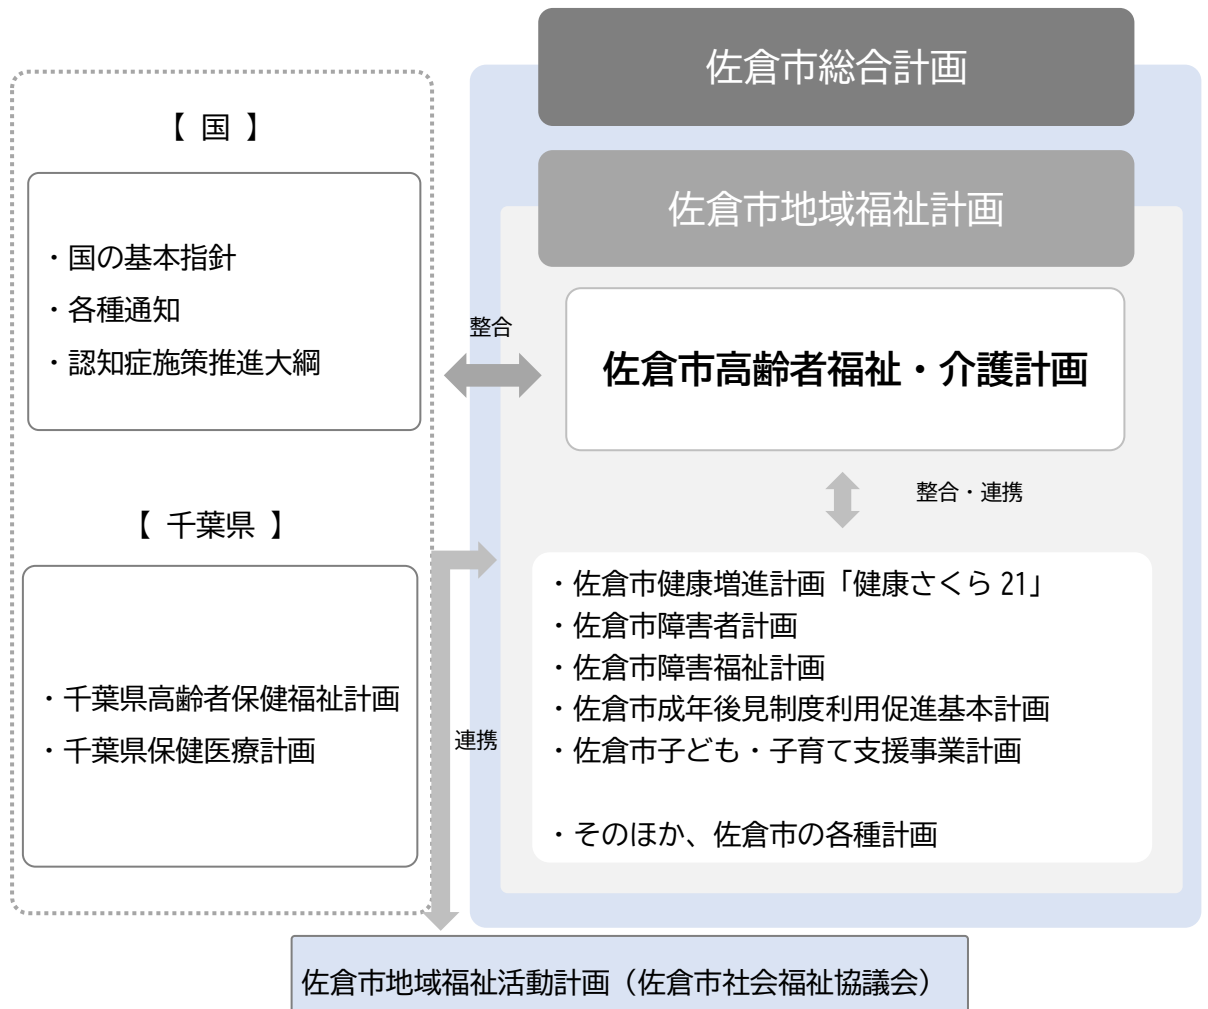 佐倉市総合計画
佐倉市地域福祉計画
【 国 】
・国の基本指針
・各種通知
・認知症施策推進大綱
整合
佐倉市高齢者福祉・介護計画
整合・連携
【 千葉県 】
・千葉県高齢者保健福祉計画
・千葉県保健医療計画
連携
・佐倉市健康増進計画「健康さくら 21」
・佐倉市障害者計画
・佐倉市障害福祉計画
・佐倉市成年後見制度利用促進基本計画
・佐倉市子ども・子育て支援事業計画
・そのほか、佐倉市の各種計画
佐倉市地域福祉活動計画（佐倉市社会福祉協議会）